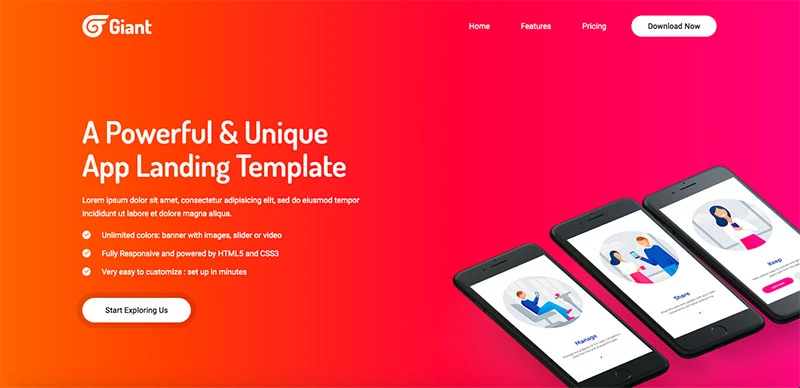 Giant
Home
Features
Pricing
Download Now
A Powerful & Unique
App Landing Template
Lorem ipsum dolor sit amet, consectetur adipisicing elit, sed do eiusmod tempor
incididunt ut labore et dolore magna aliqua.
Unlimited colors: banner with images, slider or video
Fully Responsive and powered by HTML5 and CSS3
Very easy to customize : set up in minutes
Start Exploring Us
Manage
Share
Keep